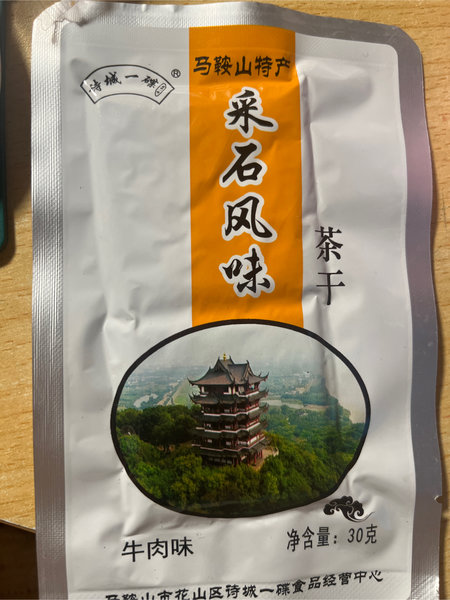 诗城一碟®
马鞍山特产
采石风味
茶干
牛肉味
净含量：30克
马鞍山市花山区诗城一碟食品经营中心